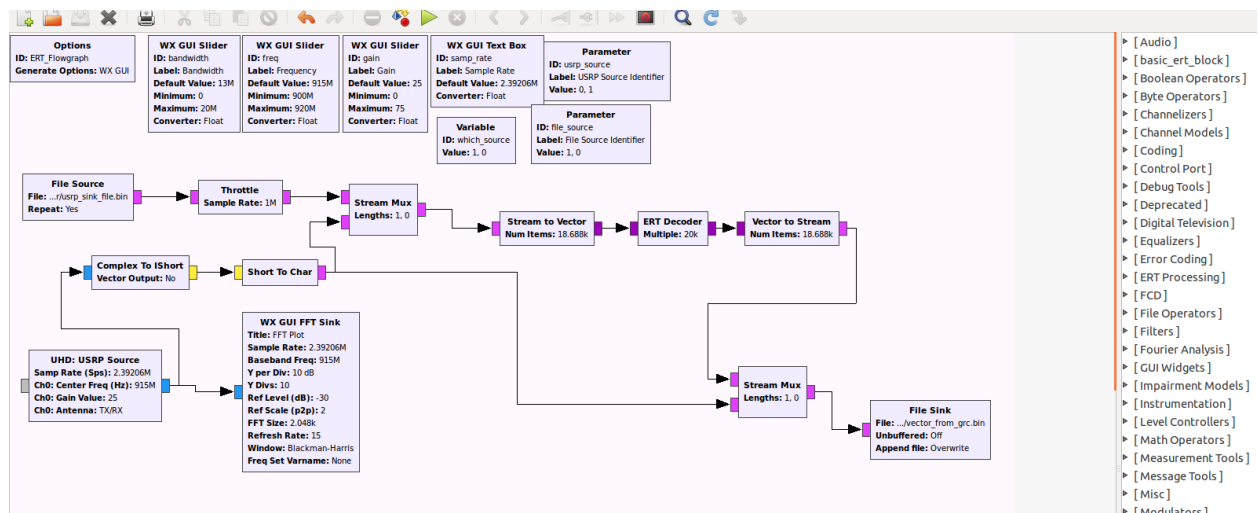 Options
ID: ERT_Flowgraph
Generate Options: WX GUI
WX GUI Slider
ID: bandwidth
Label: Bandwidth
Default Value: 13M
Minimum: 0
Maximum: 20M
Converter: Float
WX GUI Slider
ID: freq
Label: Frequency
Default Value: 915M
Minimum: 900M
Maximum: 920M
Converter: Float
WX GUI Slider
ID: gain
Label: Gain
Default Value: 25
Minimum: 0
Maximum: 75
Converter: Float
WX GUI Text Box
ID: samp_rate
Label: Sample Rate
Default Value: 2.39206M
Converter: Float
Parameter
ID: usrp_source
Label: USRP Source Identifier
Value: 0, 1
Variable
ID: which_source
Value: 1, 0
Parameter
ID: file_source
Label: File Source Identifier
Value: 1, 0
File Source
File: ...r/usrp_sink_file.bin
Repeat: Yes
Throttle
Sample Rate: 1M
Stream Mux
Lengths: 1, 0
Stream to Vector
Num Items: 18.688k
ERT Decoder
Multiple: 20k
Vector to Stream
Num Items: 18.688k
Complex To IShort
Vector Output: No
Short To Char
UHD: USRP Source
Samp Rate (Sps): 2.39206M
Ch0: Center Freq (Hz): 915M
Ch0: Gain Value: 25
Ch0: Antenna: TX/RX
WX GUI FFT Sink
Title: FFT Plot
Sample Rate: 2.39206M
Baseband Freq: 915M
Y per Div: 10 dB
Y Divs: 10
Ref Level (dB): -30
Ref Scale (p2p): 2
FFT Size: 2.048k
Refresh Rate: 15
Window: Blackman-Harris
Freq Set Varname: None
Stream Mux
Lengths: 1, 0
File Sink
File: .../vector_from_grc.bin
Unbuffered: Off
Append file: Overwrite
[ Audio ]
[ basic_ert_block ]
[ Boolean Operators ]
[ Byte Operators ]
[ Channelizers ]
[ Channel Models ]
[ Coding ]
[ Control Port ]
[ Debug Tools ]
[ Deprecated ]
[ Digital Television ]
[ Equalizers ]
[ Error Coding ]
[ ERT Processing ]
[ FCD ]
[ File Operators ]
[ Filters ]
[ Fourier Analysis ]
[ GUI Widgets ]
[ Impairment Models ]
[ Instrumentation ]
[ Level Controllers ]
[ Math Operators ]
[ Measurement Tools ]
[ Message Tools ]
[ Misc ]
[ Modulators ]